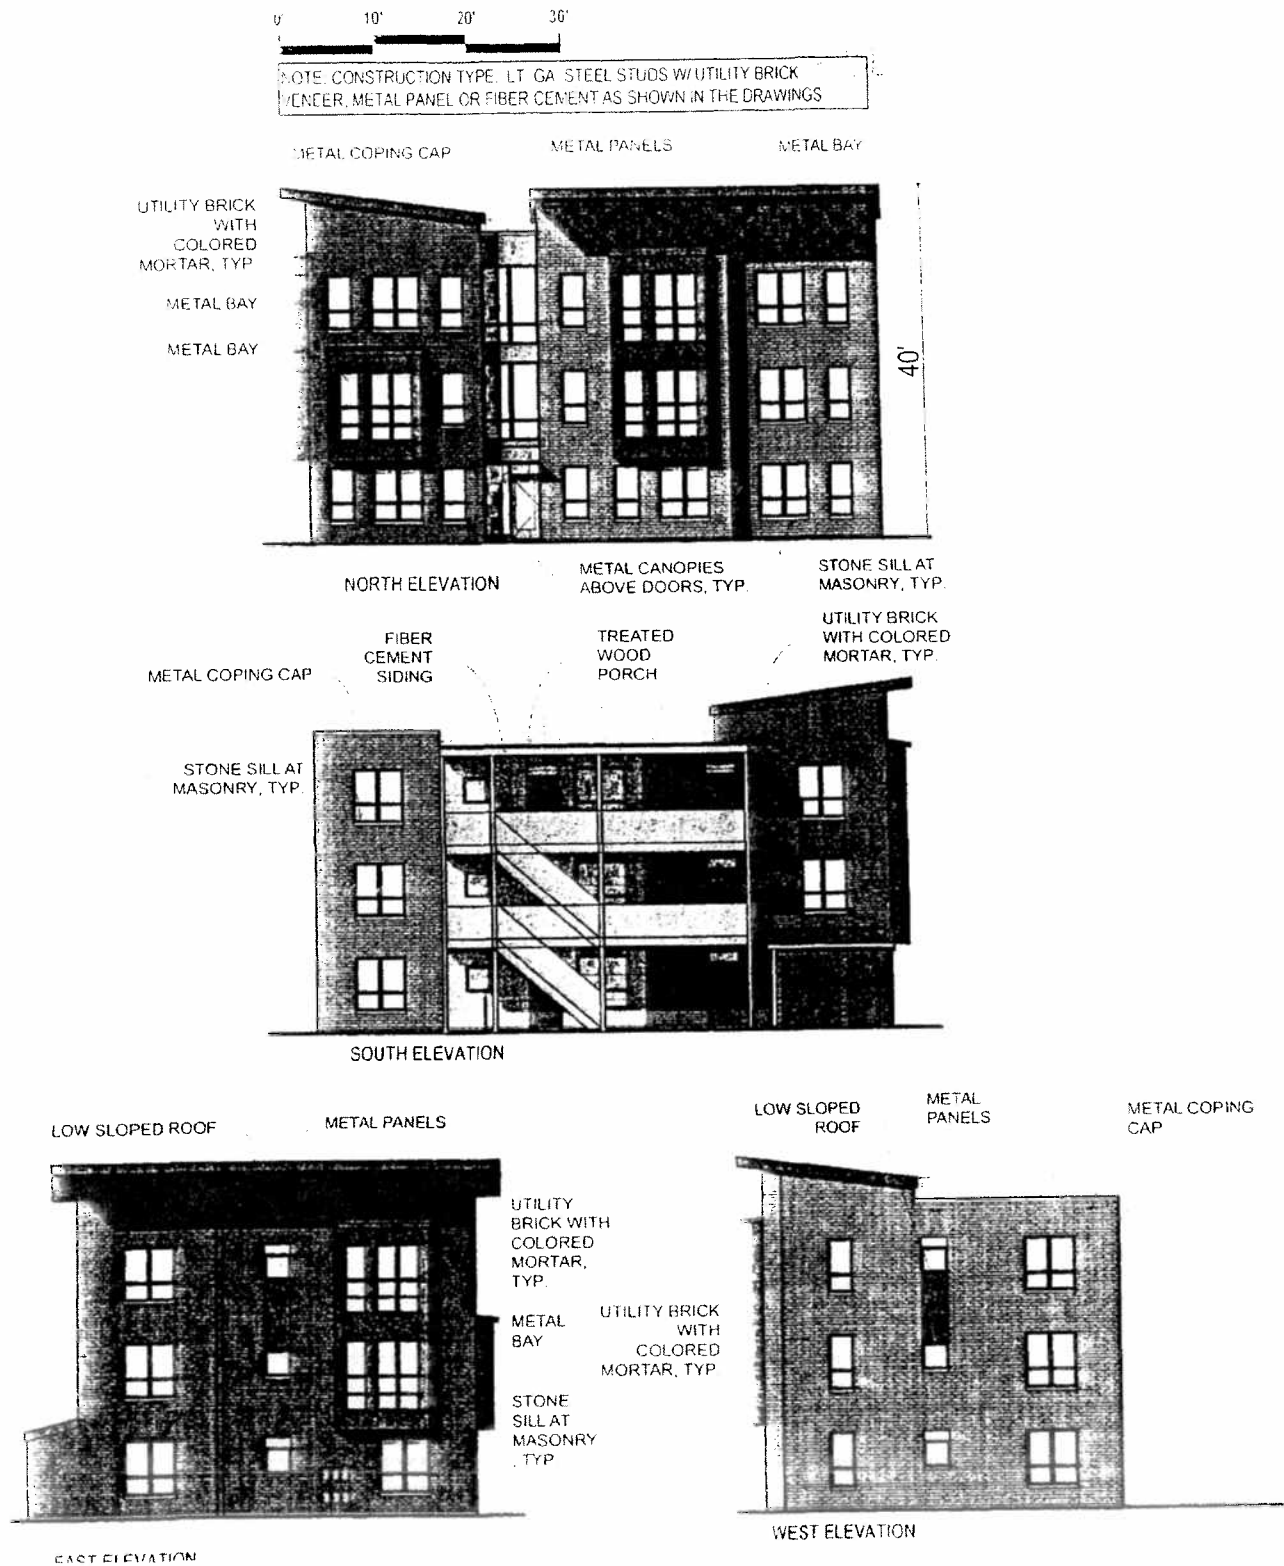 0' 10' 20' 30'
NOTE: CONSTRUCTION TYPE: LT. GA. STEEL STUDS W/ UTILITY BRICK
VENEER, METAL PANEL OR FIBER CEMENT AS SHOWN IN THE DRAWINGS
METAL COPING CAP
METAL PANELS
METAL BAY
UTILITY BRICK
WITH
COLORED
MORTAR, TYP
METAL BAY
METAL BAY
40'
NORTH ELEVATION
METAL CANOPIES
ABOVE DOORS, TYP.
STONE SILL AT
MASONRY, TYP.
METAL COPING CAP
FIBER
CEMENT
SIDING
TREATED
WOOD
PORCH
UTILITY BRICK
WITH COLORED
MORTAR, TYP.
STONE SILL AT
MASONRY, TYP.
SOUTH ELEVATION
LOW SLOPED ROOF
METAL PANELS
UTILITY
BRICK WITH
COLORED
MORTAR,
TYP.
METAL
BAY
STONE
SILL AT
MASONRY
, TYP
EAST ELEVATION
LOW SLOPED
ROOF
METAL
PANELS
METAL COPING
CAP
UTILITY BRICK
WITH
COLORED
MORTAR, TYP
WEST ELEVATION